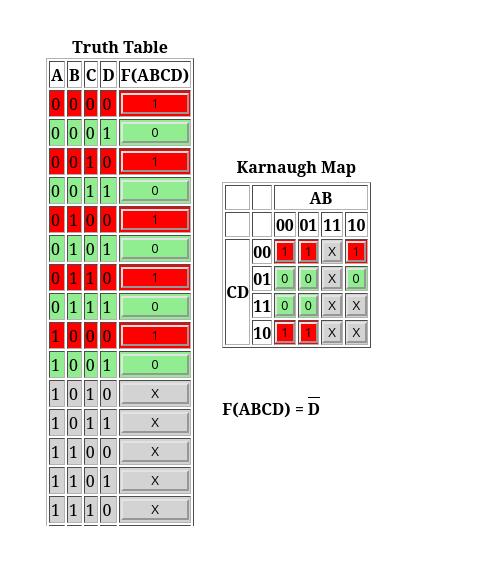 Truth Table
A B C D F(ABCD)
0 0 0 0 1
0 0 0 1 0
0 0 1 0 1
0 0 1 1 0
0 1 0 0 1
0 1 0 1 0
0 1 1 0 1
0 1 1 1 0
1 0 0 0 1
1 0 0 1 0
1 0 1 0 X
1 0 1 1 X
1 1 0 0 X
1 1 0 1 X
1 1 1 0 X
Karnaugh Map
AB
00 01 11 10
CD
00 1 1 X 1
01 0 0 X 0
11 0 0 X X
10 1 1 X X
F(ABCD) = D̅